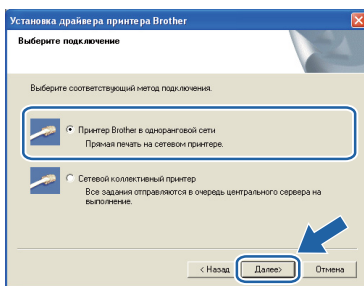 Установка драйвера принтера Brother
Выберите подключение
Выберите соответствующий метод подключения.
Принтер Brother в одноранговой сети
Прямая печать на сетевом принтере.
Сетевой коллективный принтер
Все задания отправляются в очередь центрального сервера на
выполнение.
< Назад Далее> Отмена